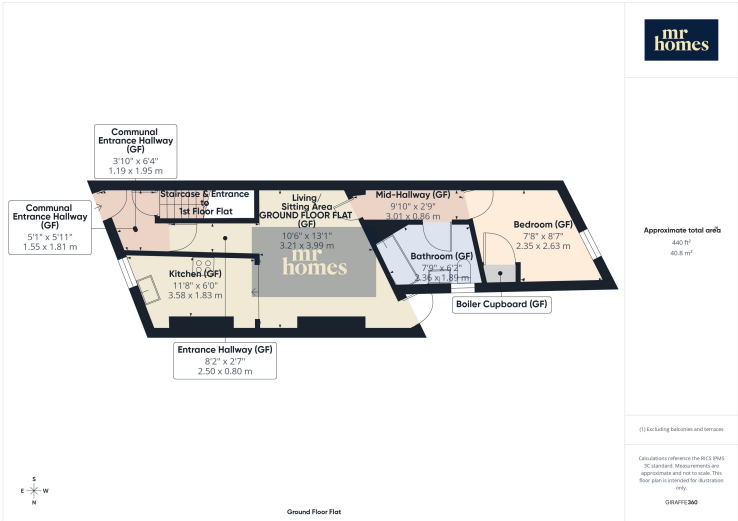 mr
homes
Communal
Entrance Hallway
(GF)
3'10" x 6'4"
1.19 x 1.95 m
Communal
Entrance Hallway
(GF)
5'1" x 5'11"
1.55 x 1.81 m
Staircase & Entrance
to
1st Floor Flat
Living/
Sitting Area
GROUND FLOOR FLAT
(GF)
10'6" x 13'1"
3.21 x 3.99 m
Mid-Hallway (GF)
9'10" x 2'9"
3.01 x 0.86 m
Bedroom (GF)
7'8" x 8'7"
2.35 x 2.63 m
Bathroom (GF)
7'9" x 6'2"
2.36 x 1.89 m
Kitchen (GF)
11'8" x 6'0"
3.58 x 1.83 m
mr
homes
Boiler Cupboard (GF)
Entrance Hallway (GF)
8'2" x 2'7"
2.50 x 0.80 m
Approximate total area
440 ft²
40.8 m²
(1) Excluding balconies and terraces
Calculations reference the RICS IPMS
3C standard. Measurements are
approximate and not to scale. This
floor plan is intended for illustration
only.
GIRAFFE360
S
E W
N
Ground Floor Flat